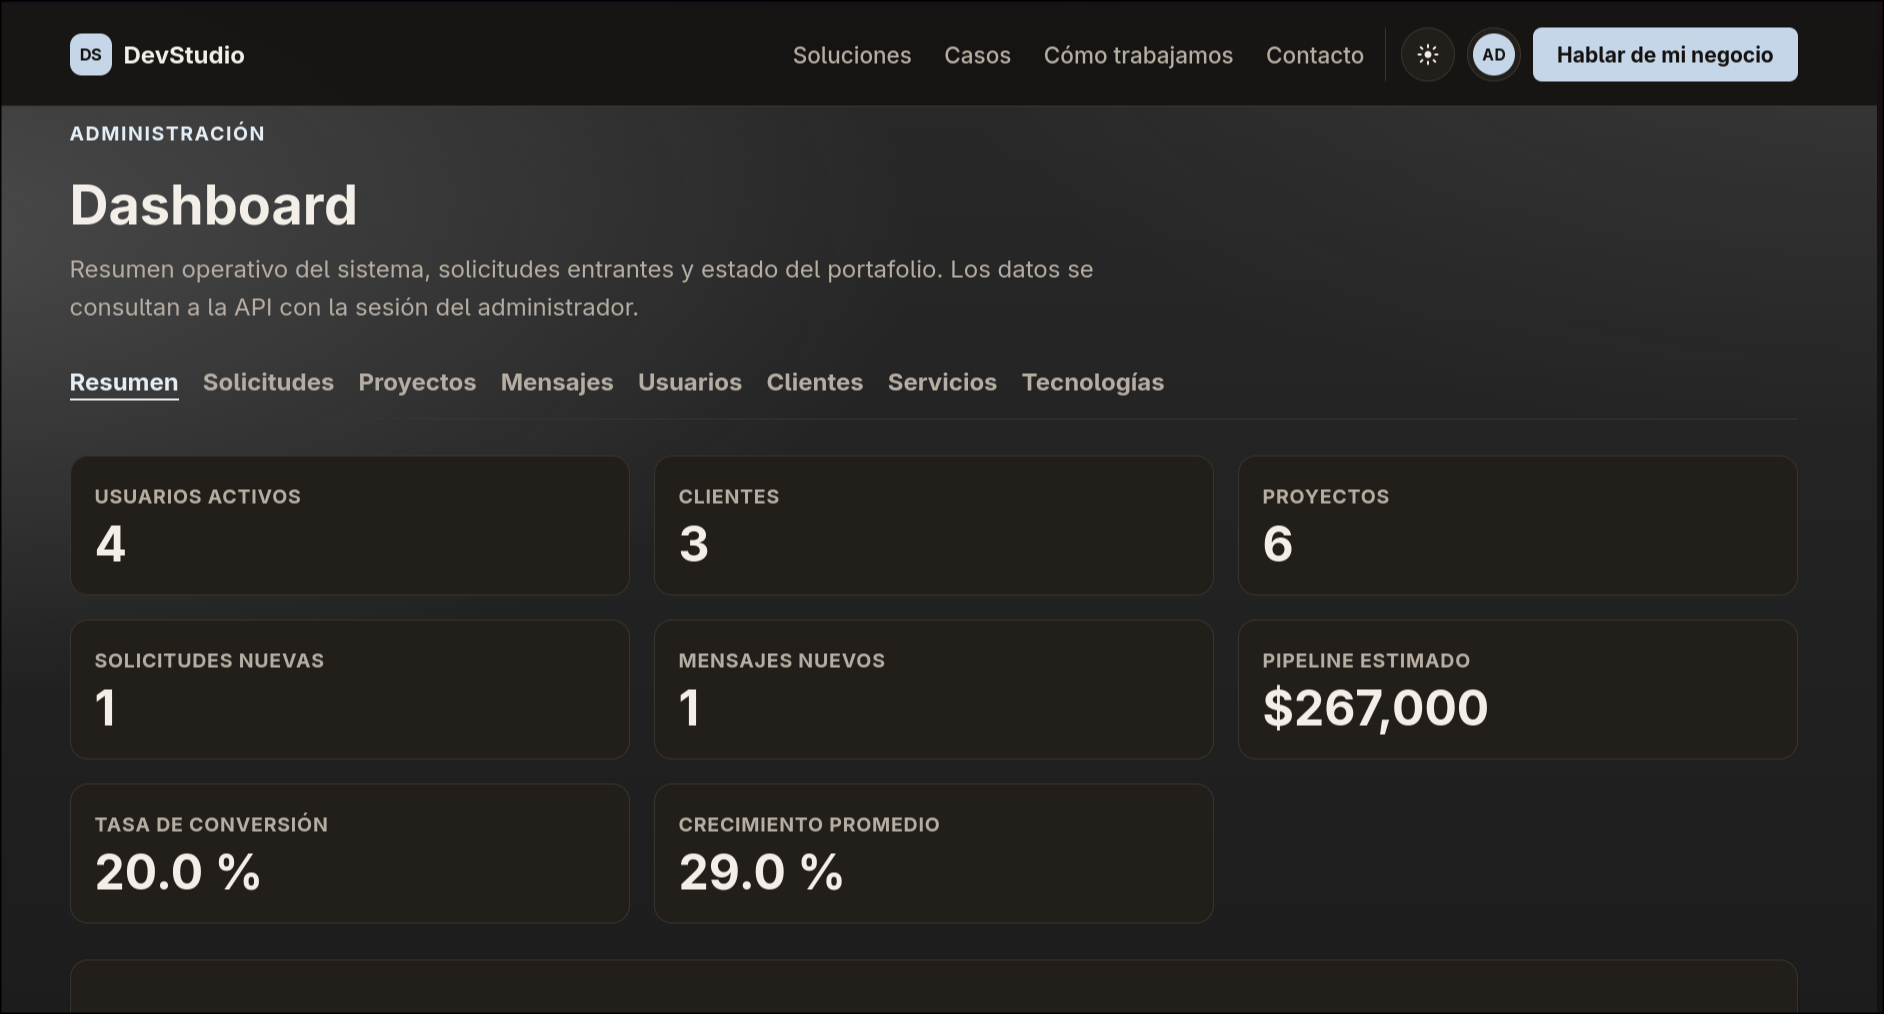 DS DevStudio Soluciones Casos Cómo trabajamos Contacto AD Hablar de mi negocio
ADMINISTRACIÓN
Dashboard
Resumen operativo del sistema, solicitudes entrantes y estado del portafolio. Los datos se
consultan a la API con la sesión del administrador.
Resumen Solicitudes Proyectos Mensajes Usuarios Clientes Servicios Tecnologías
USUARIOS ACTIVOS
4
CLIENTES
3
PROYECTOS
6
SOLICITUDES NUEVAS
1
MENSAJES NUEVOS
1
PIPELINE ESTIMADO
$267,000
TASA DE CONVERSIÓN
20.0 %
CRECIMIENTO PROMEDIO
29.0 %